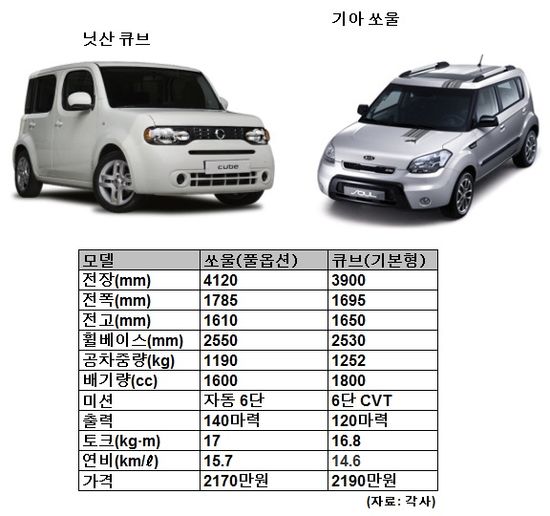 닛산 큐브
기아 쏘울
cube
SOUL
모델 쏘울(풀옵션) 큐브(기본형)
전장(mm) 4120 3900
전폭(mm) 1785 1695
전고(mm) 1610 1650
휠베이스(mm) 2550 2530
공차중량(kg) 1190 1252
배기량(cc) 1600 1800
미션 자동 6단 6단 CVT
출력 140마력 120마력
토크(kg·m) 17 16.8
연비(km/ℓ) 15.7 14.6
가격 2170만원 2190만원
(자료: 각사)